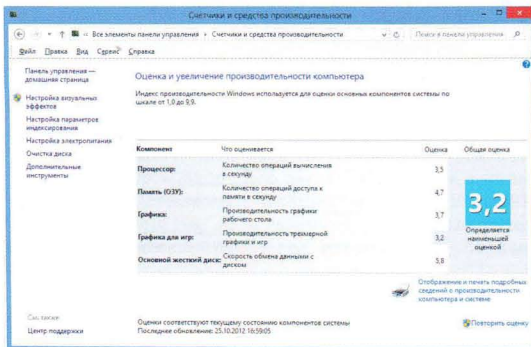 Счетчики и средства производительности
« Все элементы панели управления ▸ Счетчики и средства производительности
Поиск в панели управления
Файл Правка Вид Сервис Справка
Панель управления —
домашняя страница
Настройка визуальных
эффектов
Настройка параметров
индексирования
Настройка электропитания
Очистка диска
Дополнительные
инструменты
Оценка и увеличение производительности компьютера
Индекс производительности Windows используется для оценки основных компонентов системы по
шкале от 1,0 до 9,9.
Компонент Что оценивается Оценка Общая оценка
Процессор: Количество операций вычисления
в секунду 3,5
Память (ОЗУ): Количество операций доступа к
памяти в секунду 4,7
Графика: Производительность графики
рабочего стола 3,7
Графика для игр: Производительность трехмерной
графики и игр 3,2
Основной жесткий диск: Скорость обмена данными с
диском 5,8
3,2
Определяется
наименьшей
оценкой
Отображение и печать подробных
сведений о производительности
компьютера и системе
См. также
Центр поддержки
Оценки соответствуют текущему состоянию компонентов системы
Последнее обновление: 25.10.2012 16:59:05
Повторить оценку